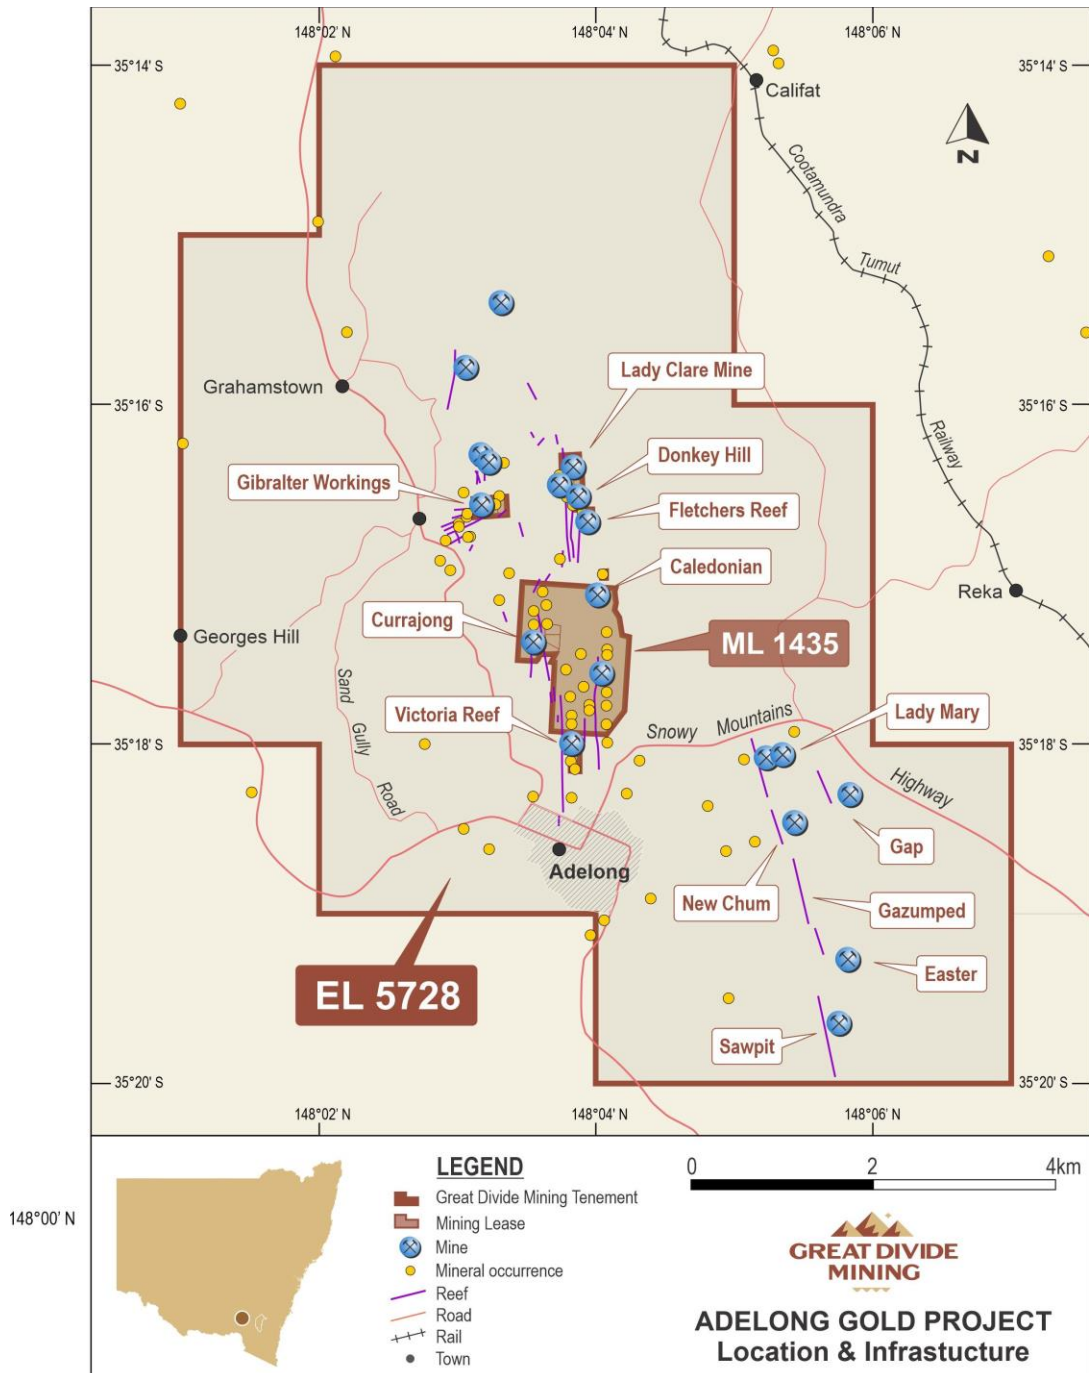 148°02' N
148°04' N
148°06' N
35°14' S
35°14' S
Califat
N
Cootamundra
Tumut
Railway
Lady Clare Mine
Grahamstown
35°16' S
35°16' S
Donkey Hill
Gibralter Workings
Fletchers Reef
Caledonian
Reka
Currajong
Georges Hill
ML 1435
Sand
Gully
Road
Victoria Reef
Snowy
Mountains
Highway
Lady Mary
35°18' S
35°18' S
Gap
Adelong
New Chum
Gazumped
EL 5728
Easter
Sawpit
35°20' S
35°20' S
148°02' N
148°04' N
148°06' N
148°00' N
LEGEND
Great Divide Mining Tenement
Mining Lease
Mine
Mineral occurrence
Reef
Road
Rail
Town
0
2
4km
GREAT DIVIDE
MINING
ADELONG GOLD PROJECT
Location & Infrastucture